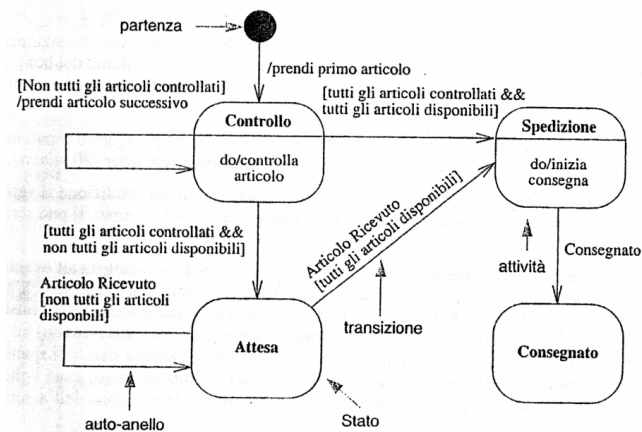 partenza
/prendi primo articolo
[Non tutti gli articoli controllati]
/prendi articolo successivo
[tutti gli articoli controllati &&
tutti gli articoli disponibili]
Controllo
do/controlla
articolo
Spedizione
do/inizia
consegna
[tutti gli articoli controllati &&
non tutti gli articoli disponibili]
Articolo Ricevuto
[tutti gli articoli disponibili]
attività
Consegnato
Articolo Ricevuto
[non tutti gli articoli
disponbili]
transizione
Attesa
Consegnato
auto-anello
Stato